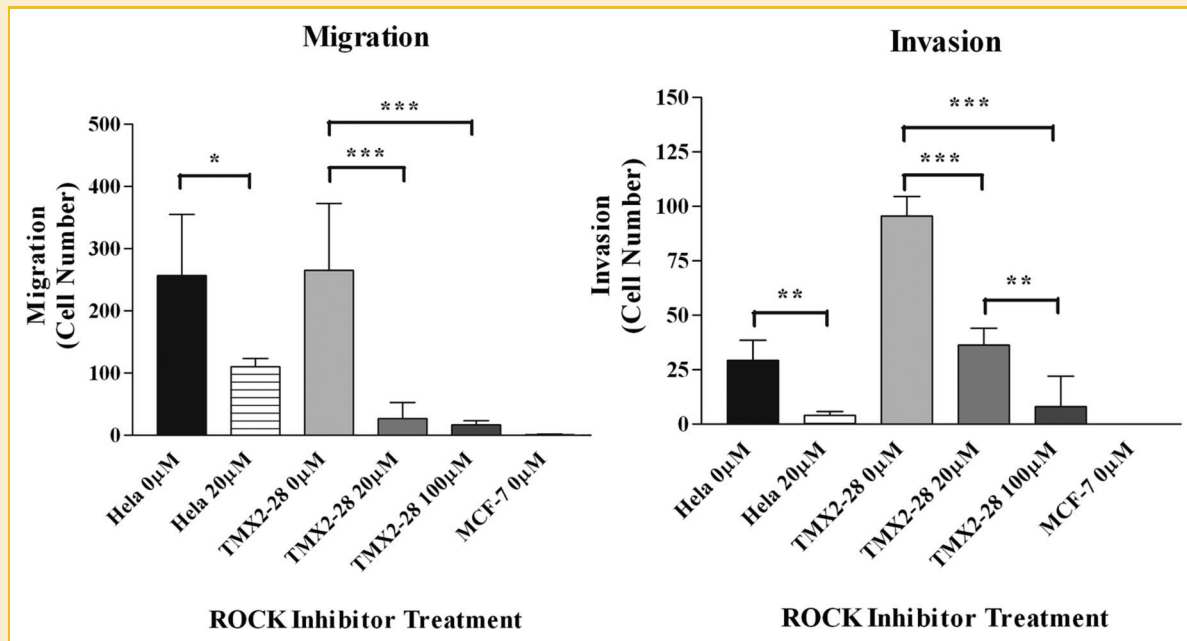 Migration
Migration
(Cell Number)
500
400
300
200
100
0
*
***
***
Hela 0µM
Hela 20µM
TMX2-28 0µM
TMX2-28 20µM
TMX2-28 100µM
MCF-7 0µM
ROCK Inhibitor Treatment
Invasion
Invasion
(Cell Number)
150
125
100
75
50
25
0
**
***
***
**
Hela 0µM
Hela 20µM
TMX2-28 0µM
TMX2-28 20µM
TMX2-28 100µM
MCF-7 0µM
ROCK Inhibitor Treatment